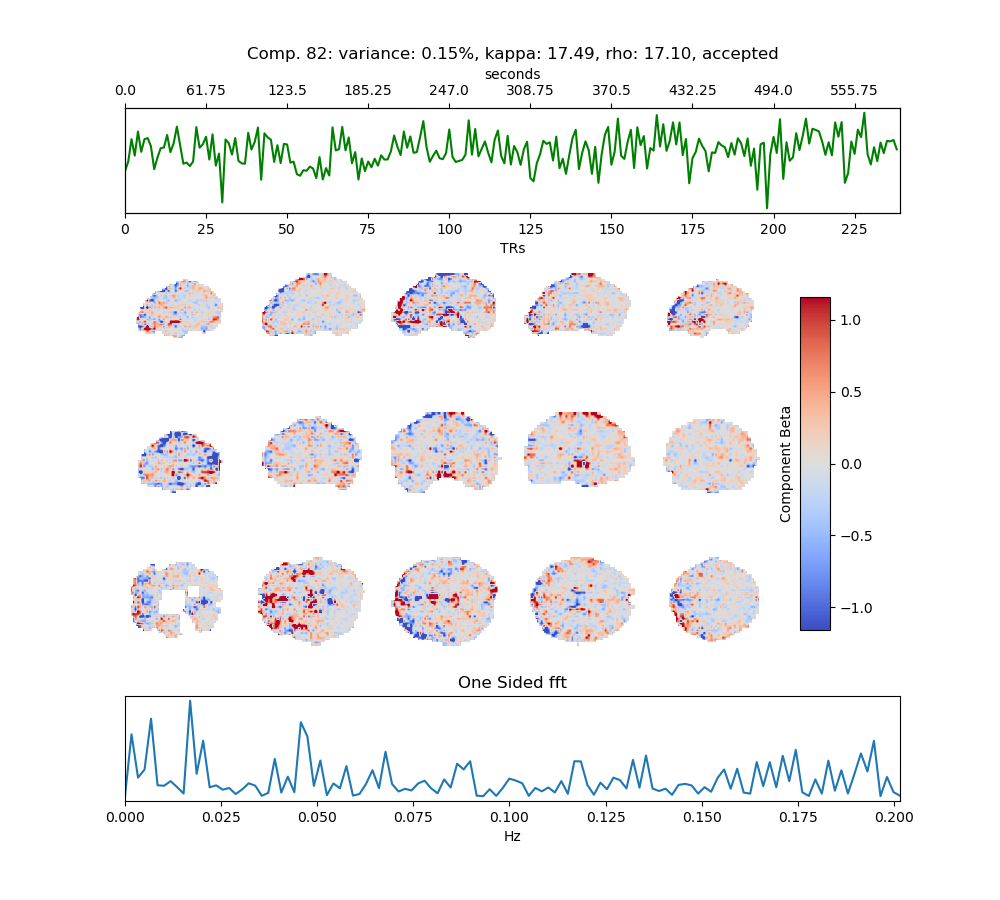 Comp. 82: variance: 0.15%, kappa: 17.49, rho: 17.10, accepted
seconds
0.0 61.75 123.5 185.25 247.0 308.75 370.5 432.25 494.0 555.75
0 25 50 75 100 125 150 175 200 225
TRs
1.0
0.5
0.0
−0.5
−1.0
Component Beta
One Sided fft
0.000 0.025 0.050 0.075 0.100 0.125 0.150 0.175 0.200
Hz